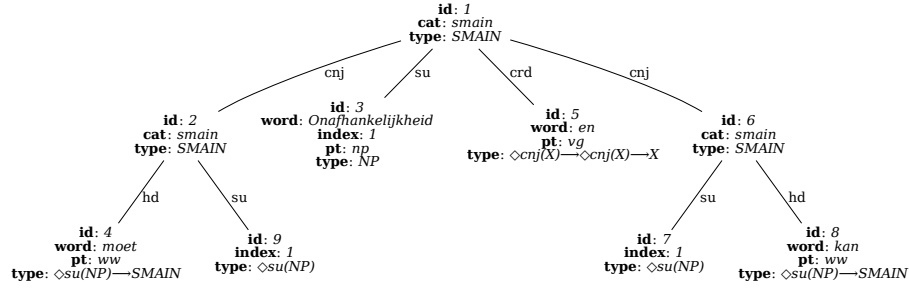 id: 1
cat: smain
type: SMAIN
cnj
su
crd
cnj
id: 2
cat: smain
type: SMAIN
id: 3
word: Onafhankelijkheid
index: 1
pt: np
type: NP
id: 5
word: en
pt: vg
type: ◇cnj(X)⟶◇cnj(X)⟶X
id: 6
cat: smain
type: SMAIN
hd
su
su
hd
id: 4
word: moet
pt: ww
type: ◇su(NP)⟶SMAIN
id: 9
index: 1
type: ◇su(NP)
id: 7
index: 1
type: ◇su(NP)
id: 8
word: kan
pt: ww
type: ◇su(NP)⟶SMAIN